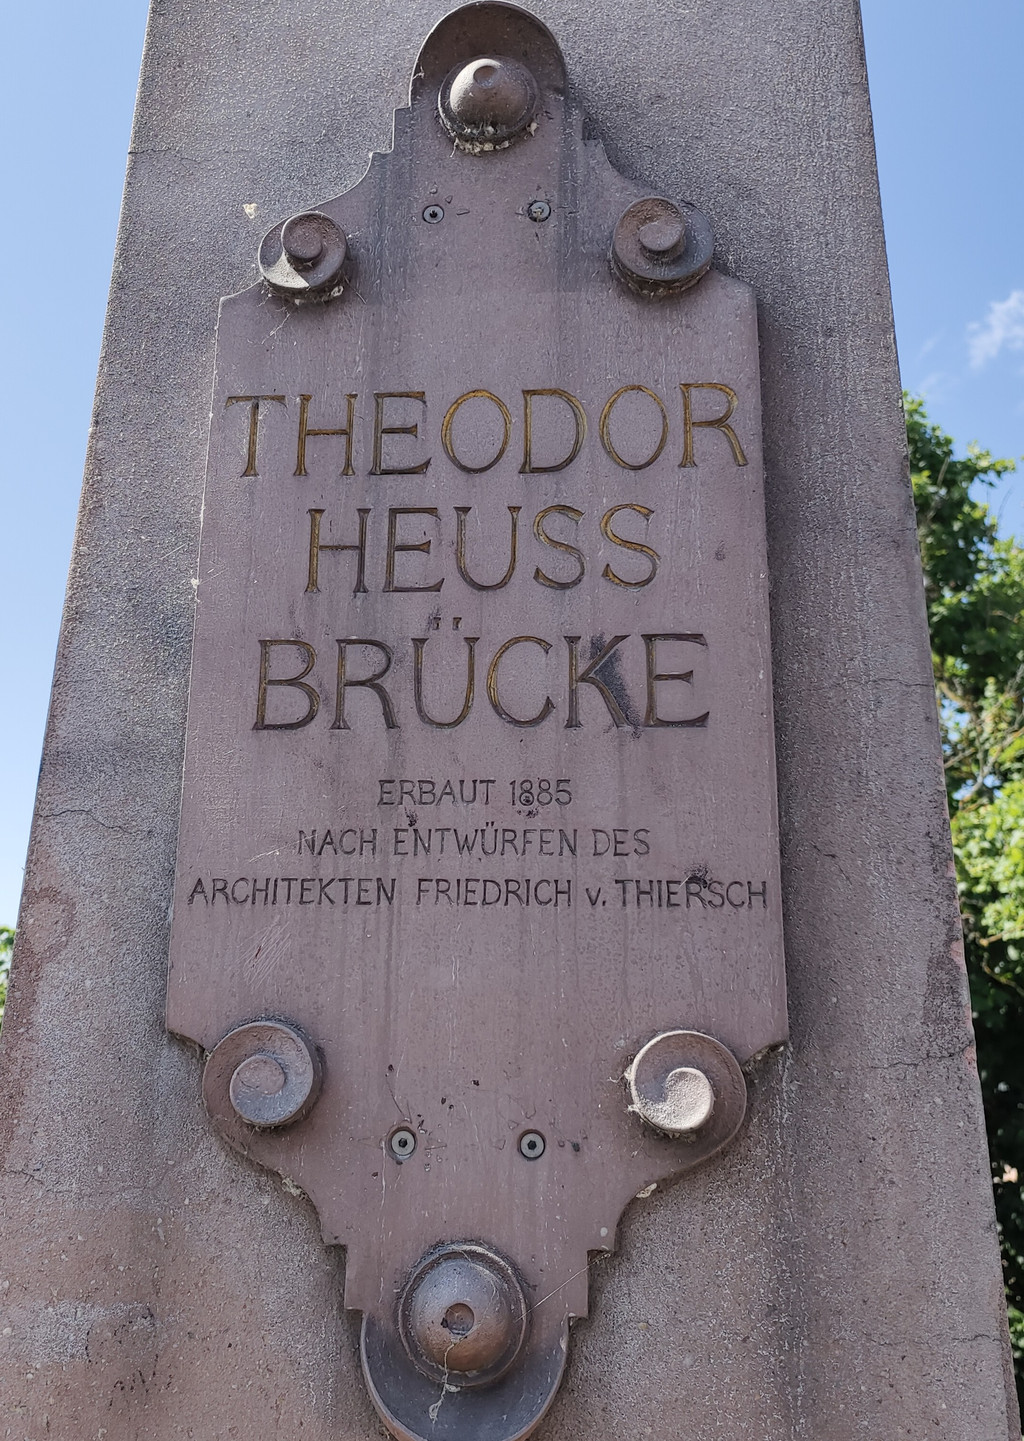 THEODOR
HEUSS
BRÜCKE
ERBAUT 1885
NACH ENTWÜRFEN DES
ARCHITEKTEN FRIEDRICH v. THIERSCH